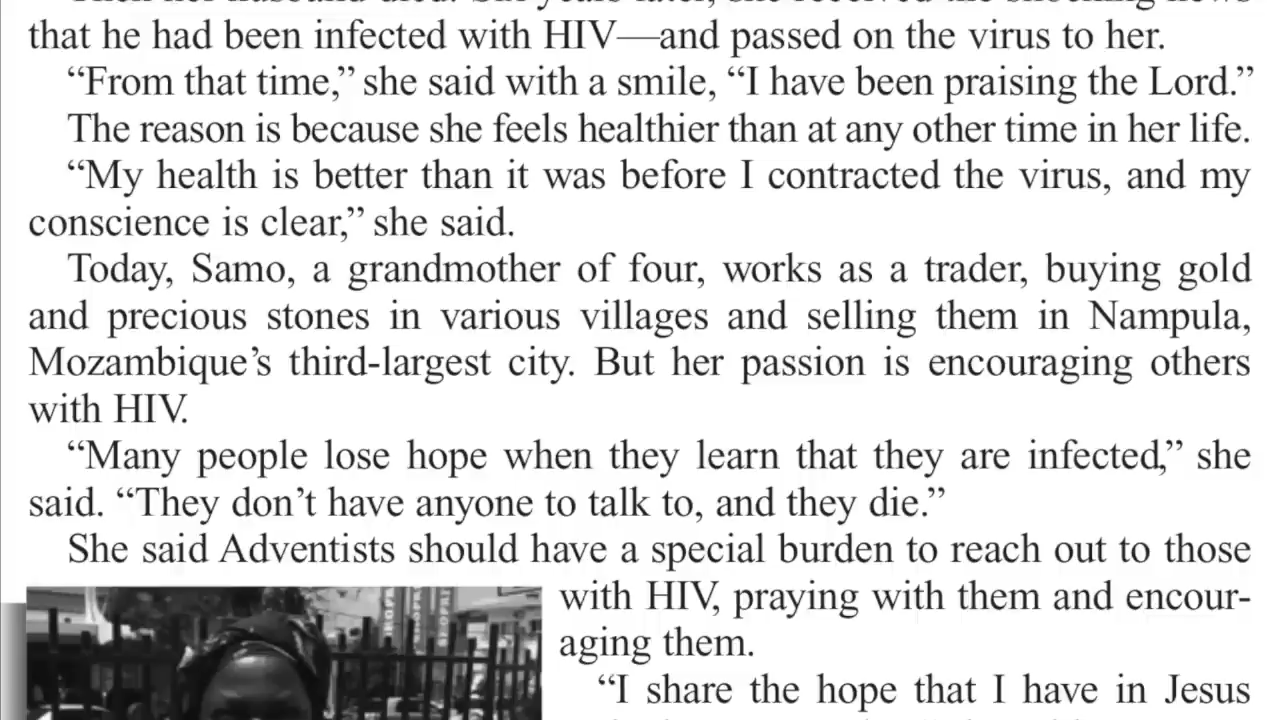 that he had been infected with HIV—and passed on the virus to her.
“From that time,” she said with a smile, “I have been praising the Lord.”
The reason is because she feels healthier than at any other time in her life.
“My health is better than it was before I contracted the virus, and my
conscience is clear,” she said.
Today, Samo, a grandmother of four, works as a trader, buying gold
and precious stones in various villages and selling them in Nampula,
Mozambique’s third-largest city. But her passion is encouraging others
with HIV.
“Many people lose hope when they learn that they are infected,” she
said. “They don’t have anyone to talk to, and they die.”
She said Adventists should have a special burden to reach out to those
with HIV, praying with them and encour-
aging them.
“I share the hope that I have in Jesus